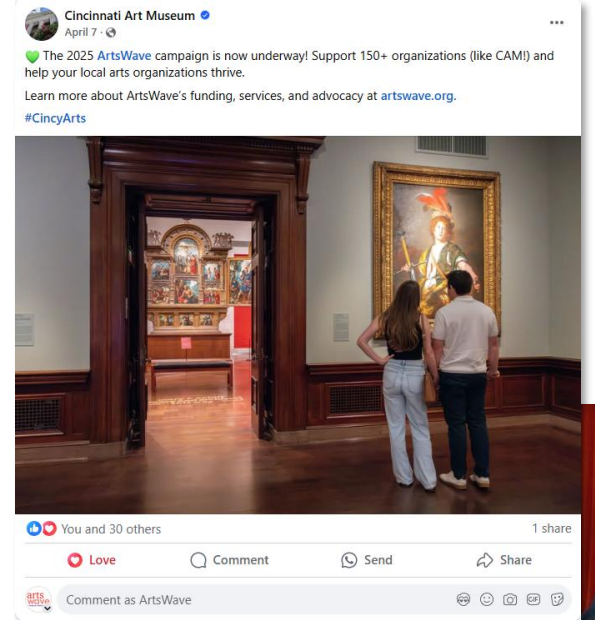 Cincinnati Art Museum
April 7 ·
The 2025 ArtsWave campaign is now underway! Support 150+ organizations (like CAM!) and
help your local arts organizations thrive.
Learn more about ArtsWave's funding, services, and advocacy at artswave.org.
#CincyArts
You and 30 others
1 share
Love
Comment
Send
Share
arts
wave
Comment as ArtsWave
GIF